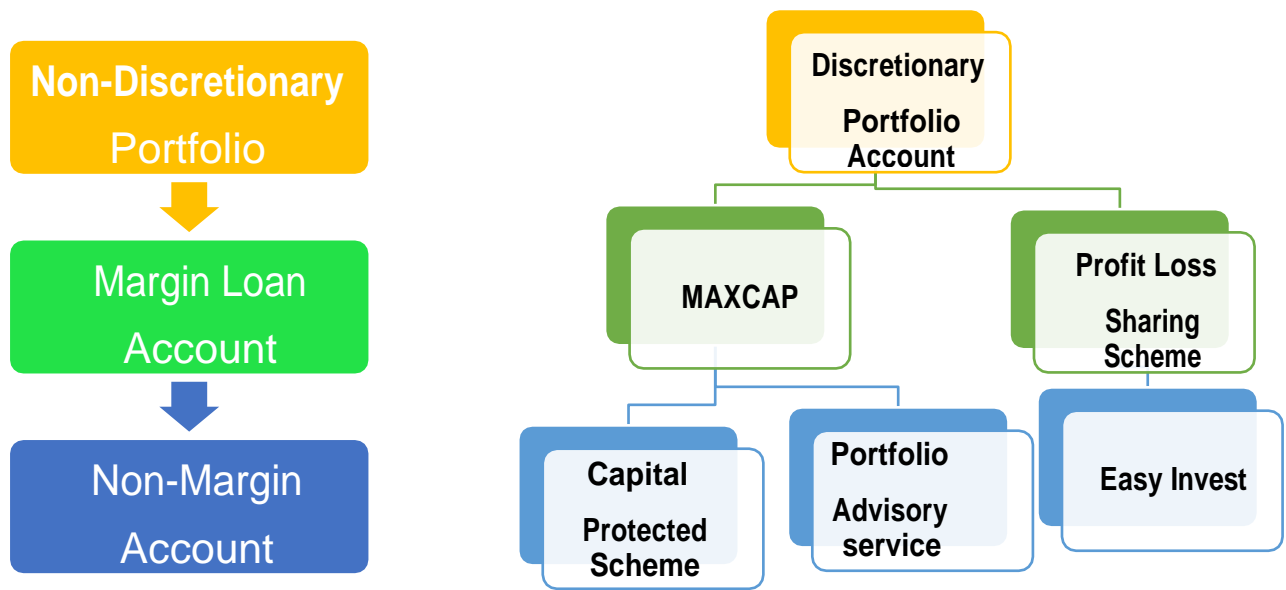 Non-Discretionary
Portfolio
Margin Loan
Account
Non-Margin
Account
Discretionary
Portfolio
Account
MAXCAP
Profit Loss
Sharing
Scheme
Capital
Protected
Scheme
Portfolio
Advisory
service
Easy Invest